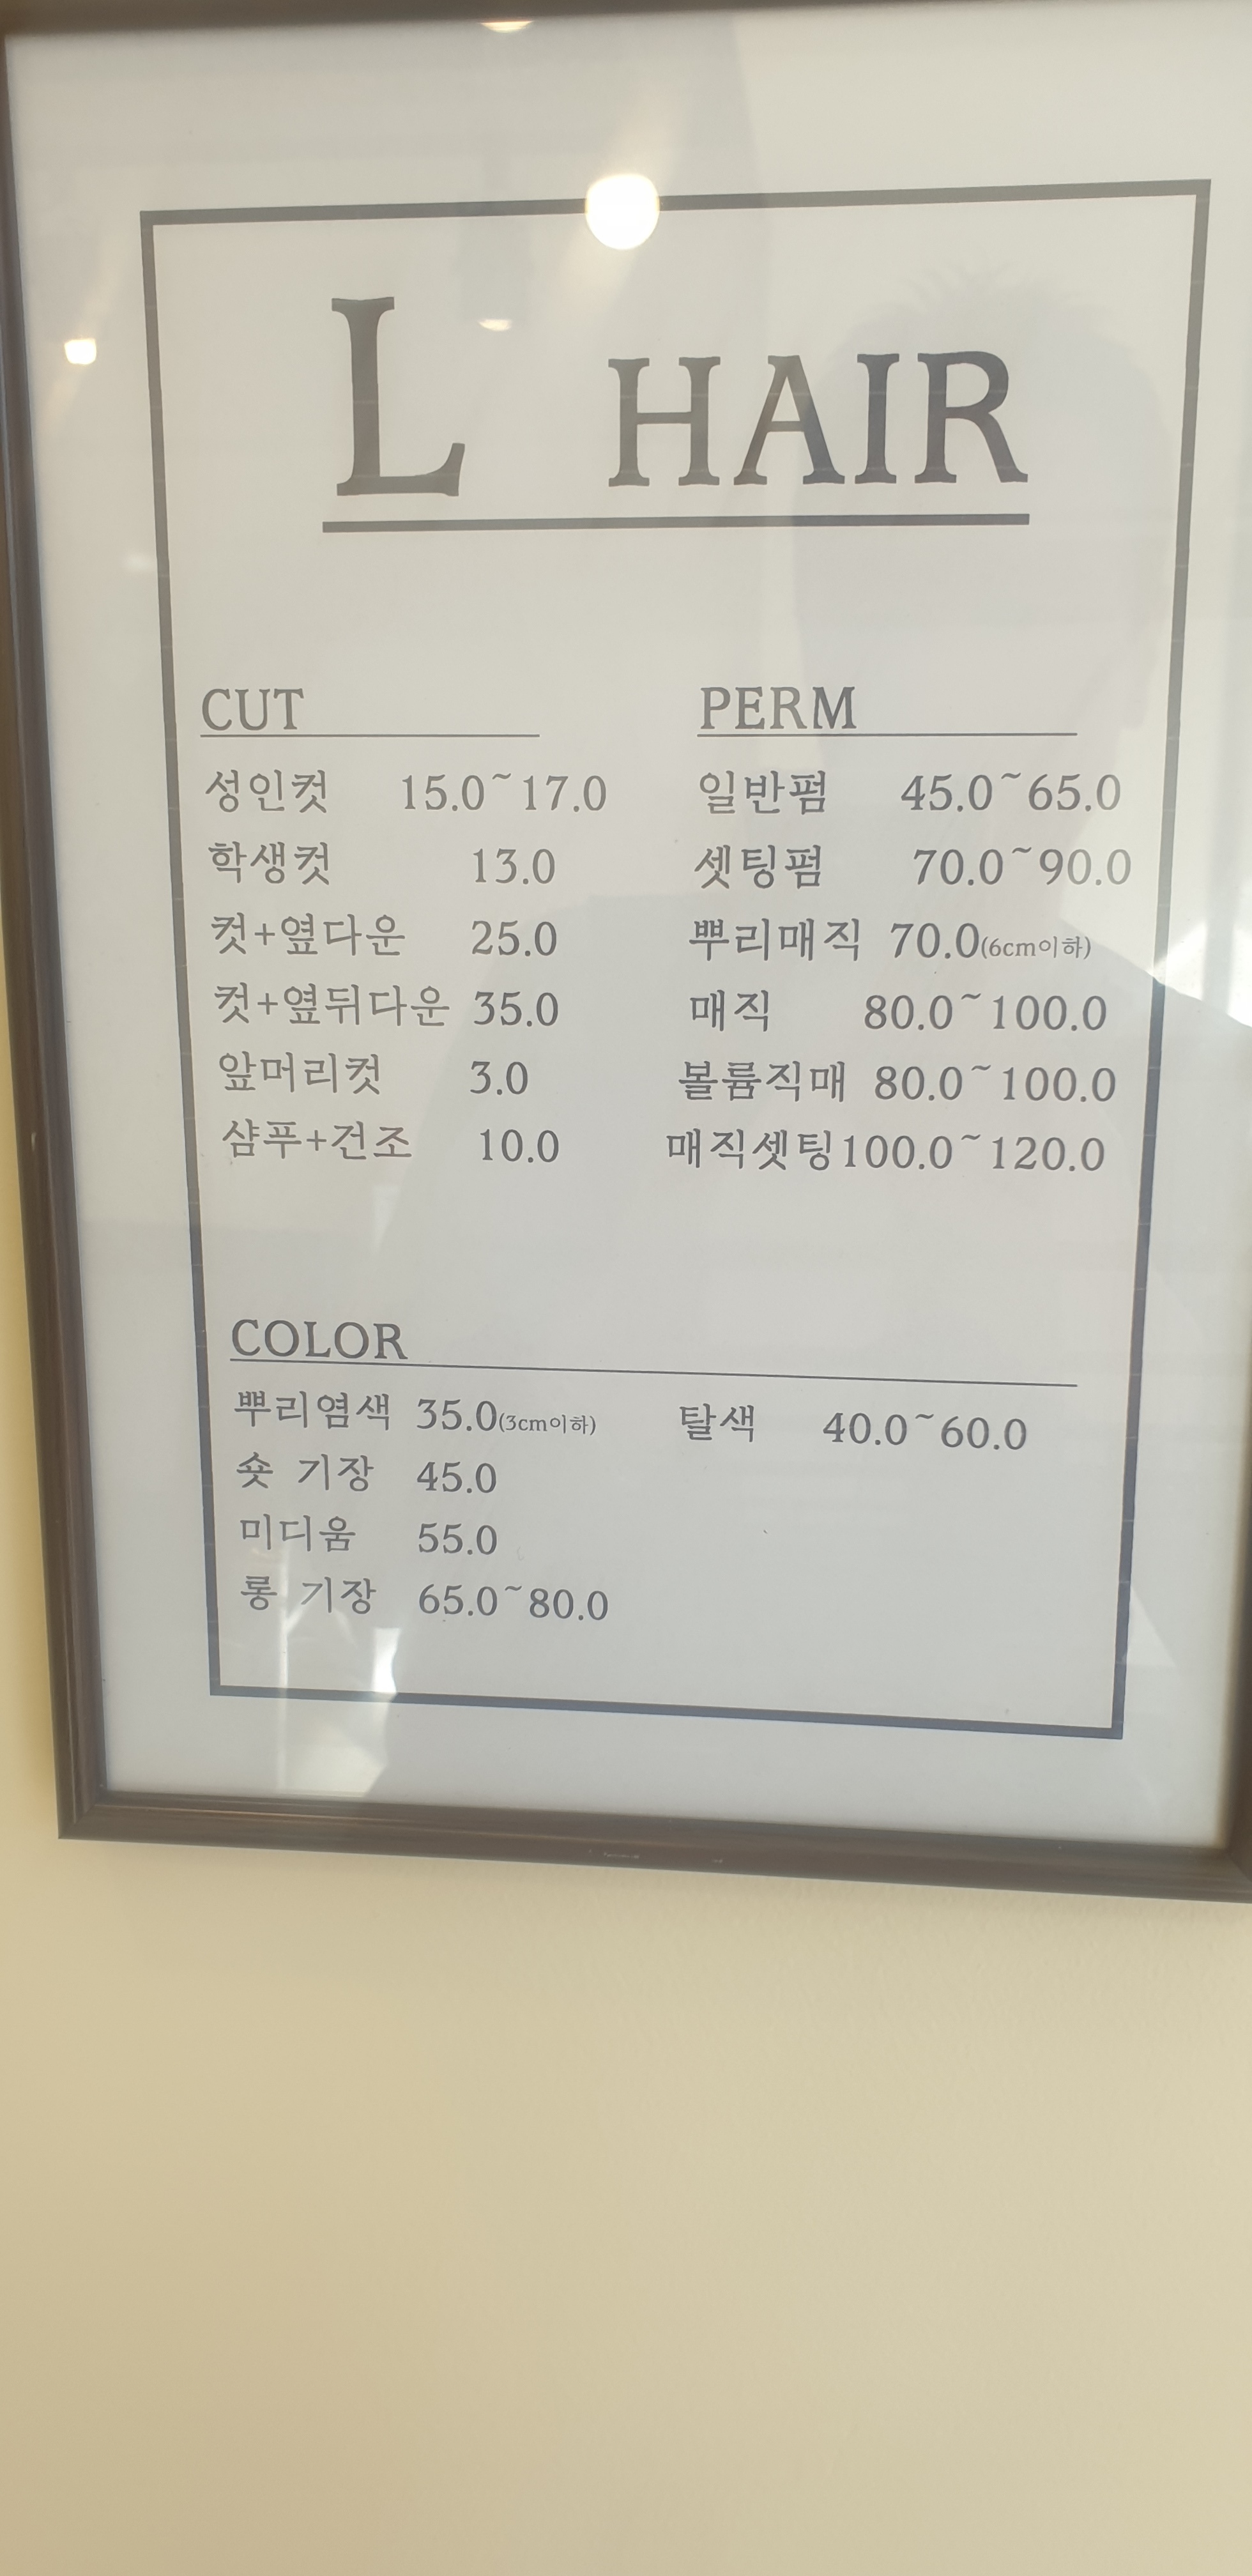 L HAIR
CUT
성인컷 15.0~17.0
학생컷 13.0
컷+옆다운 25.0
컷+옆뒤다운 35.0
앞머리컷 3.0
샴푸+건조 10.0
PERM
일반펌 45.0~65.0
셋팅펌 70.0~90.0
뿌리매직 70.0(6cm이하)
매직 80.0~100.0
볼륨직매 80.0~100.0
매직셋팅100.0~120.0
COLOR
뿌리염색 35.0(3cm이하)
숏 기장 45.0
미디움 55.0
롱 기장 65.0~80.0
탈색 40.0~60.0